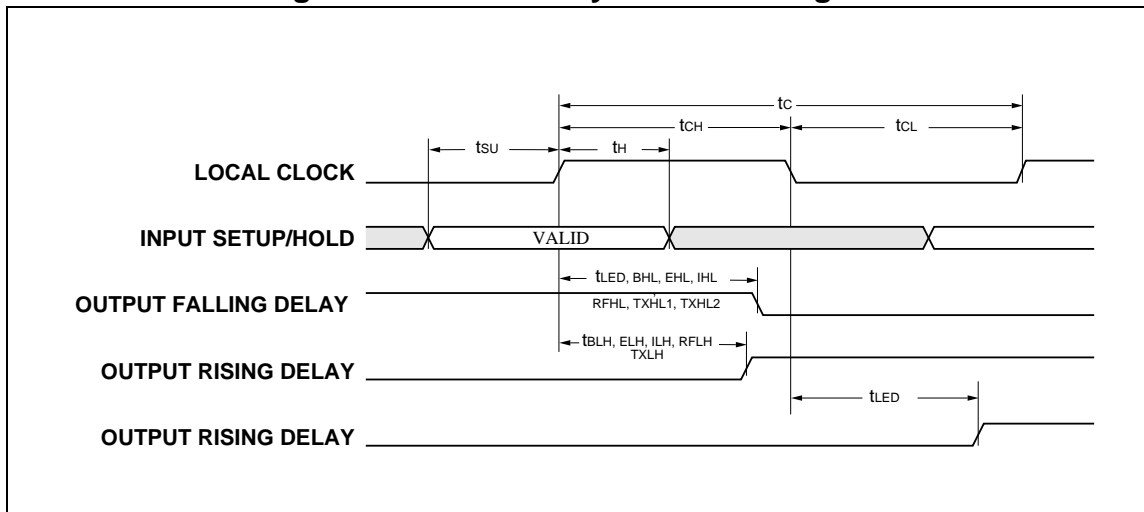 tC
tCH tCL
tSU tH
LOCAL CLOCK
INPUT SETUP/HOLD VALID
tLED, BHL, EHL, IHL
OUTPUT FALLING DELAY
RFHL, TXHL1, TXHL2
tBLH, ELH, ILH, RFLH
TXLH
OUTPUT RISING DELAY
tLED
OUTPUT RISING DELAY